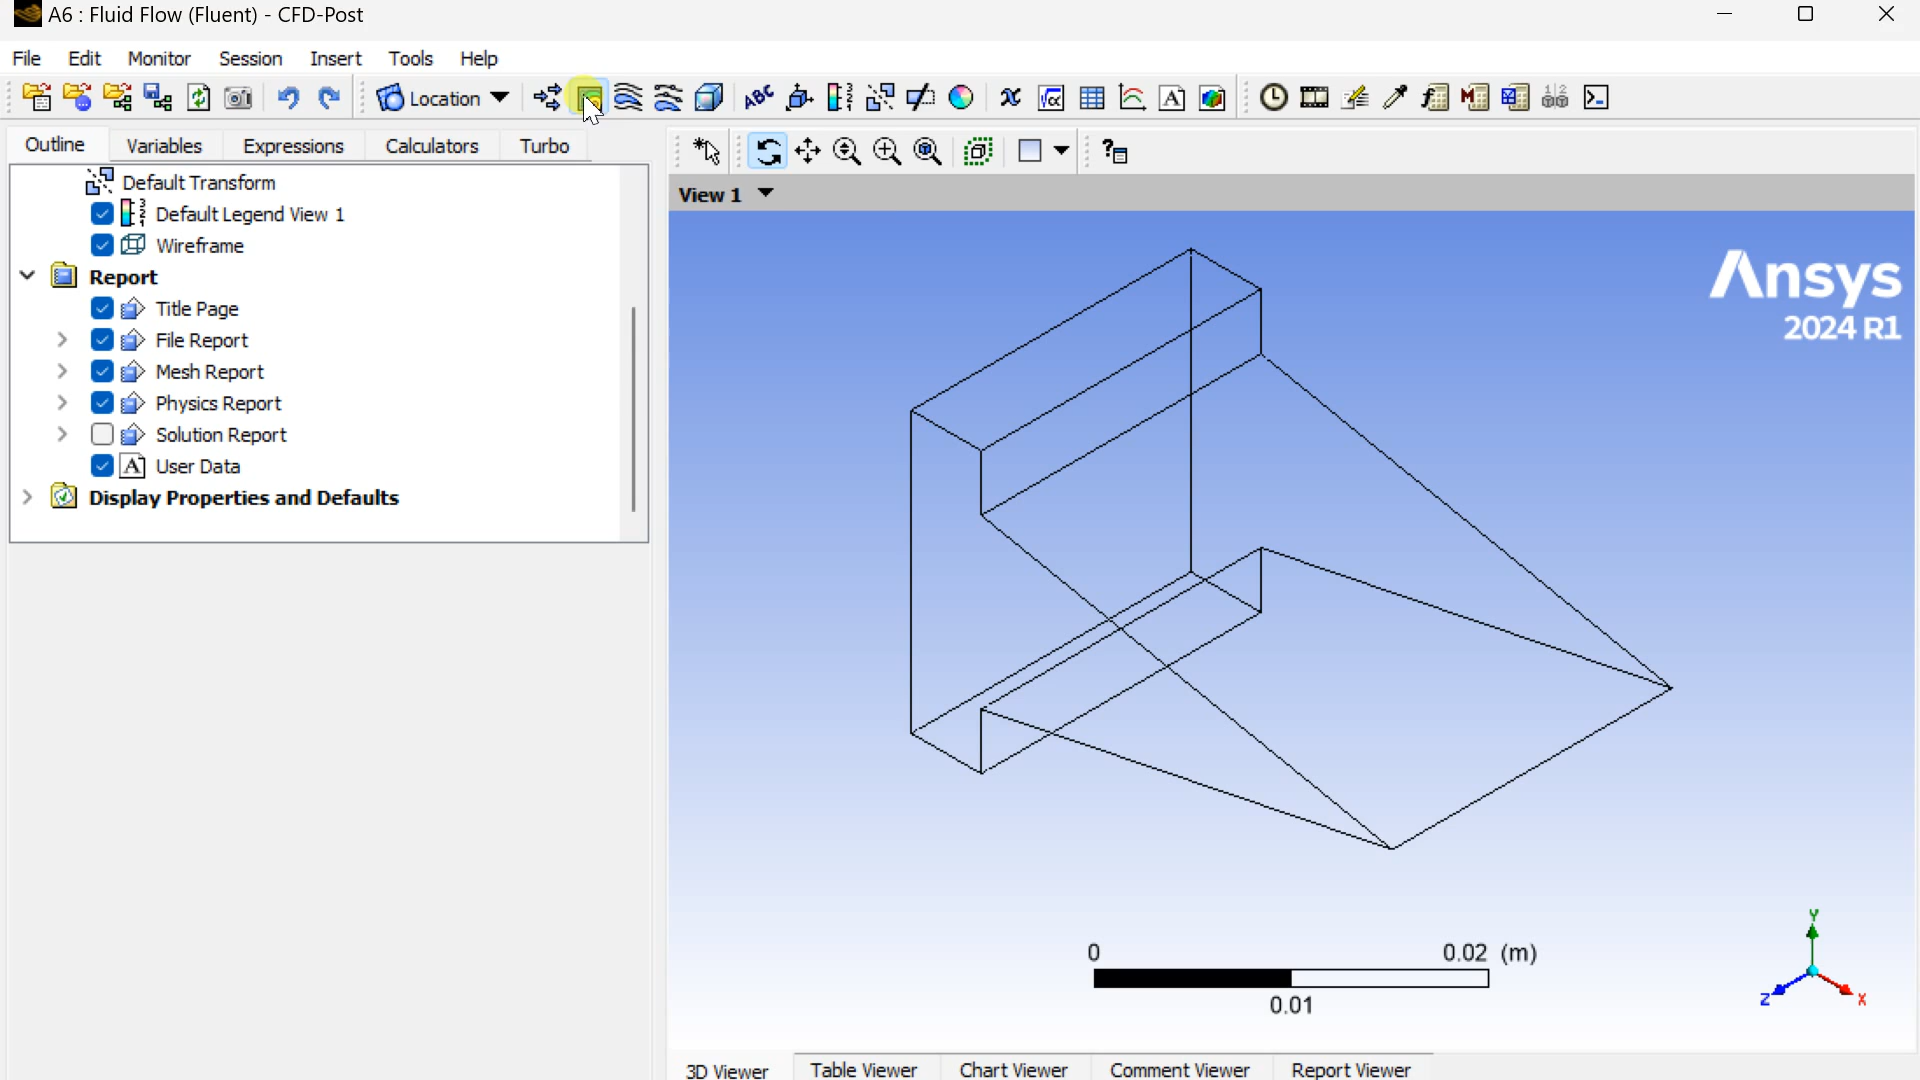 A6 : Fluid Flow (Fluent) - CFD-Post
File Edit Monitor Session Insert Tools Help
Location
Outline Variables Expressions Calculators Turbo
Default Transform
Default Legend View 1
Wireframe
Report
Title Page
File Report
Mesh Report
Physics Report
Solution Report
User Data
Display Properties and Defaults
View 1
Ansys
2024 R1
0 0.02 (m)
0.01
Y
Z X
3D Viewer Table Viewer Chart Viewer Comment Viewer Report Viewer